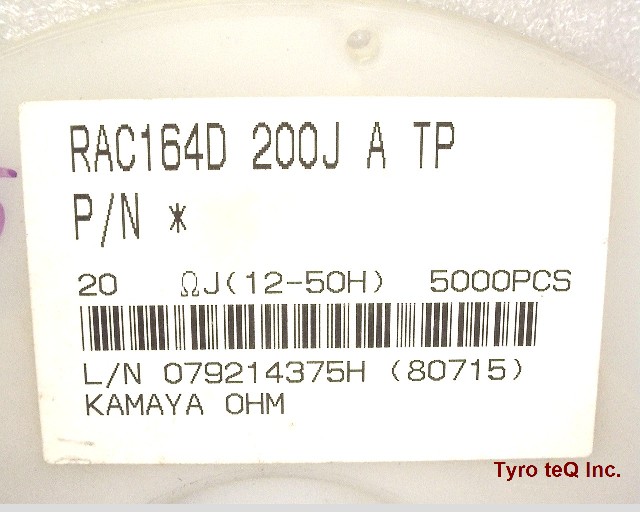 RAC164D 200J A TP
P/N *
20 ΩJ(12-50H) 5000PCS
L/N 079214375H (80715)
KAMAYA OHM
Tyro teQ Inc.